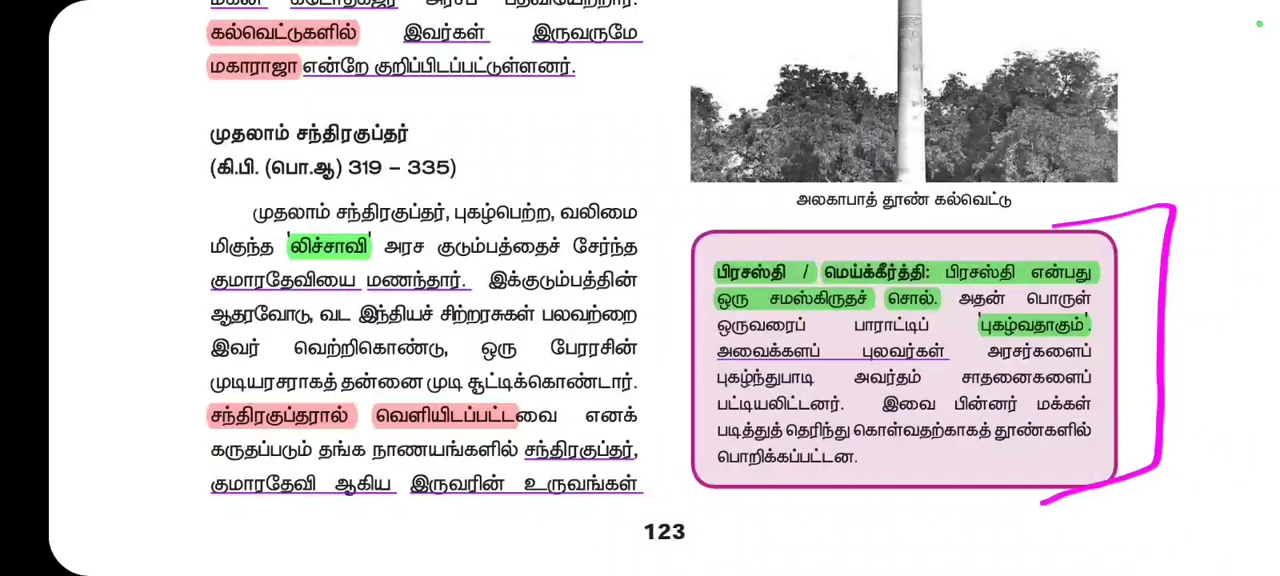 கல்வெட்டுகளில் இவர்கள் இருவருமே
மகாராஜா என்றே குறிப்பிடப்பட்டுள்ளனர்.
முதலாம் சந்திரகுப்தர்
(கி.பி. (பொ.ஆ) 319 – 335)
முதலாம் சந்திரகுப்தர், புகழ்பெற்ற, வலிமை
மிகுந்த 'லிச்சாவி' அரச குடும்பத்தைச் சேர்ந்த
குமாரதேவியை மணந்தார். இக்குடும்பத்தின்
ஆதரவோடு, வட இந்தியச் சிற்றரசுகள் பலவற்றை
இவர் வெற்றிகொண்டு, ஒரு பேரரசின்
முடியரசராகத் தன்னை முடி சூட்டிக்கொண்டார்.
சந்திரகுப்தரால் வெளியிடப்பட்டவை எனக்
கருதப்படும் தங்க நாணயங்களில் சந்திரகுப்தர்,
குமாரதேவி ஆகிய இருவரின் உருவங்கள்
அலகாபாத் தூண் கல்வெட்டு
பிரசஸ்தி / மெய்க்கீர்த்தி: பிரசஸ்தி என்பது
ஒரு சமஸ்கிருதச் சொல். அதன் பொருள்
ஒருவரைப் பாராட்டிப் 'புகழ்வதாகும்'.
அவைக்களப் புலவர்கள் அரசர்களைப்
புகழ்ந்துபாடி அவர்தம் சாதனைகளைப்
பட்டியலிட்டனர். இவை பின்னர் மக்கள்
படித்துத் தெரிந்து கொள்வதற்காகத் தூண்களில்
பொறிக்கப்பட்டன.
123